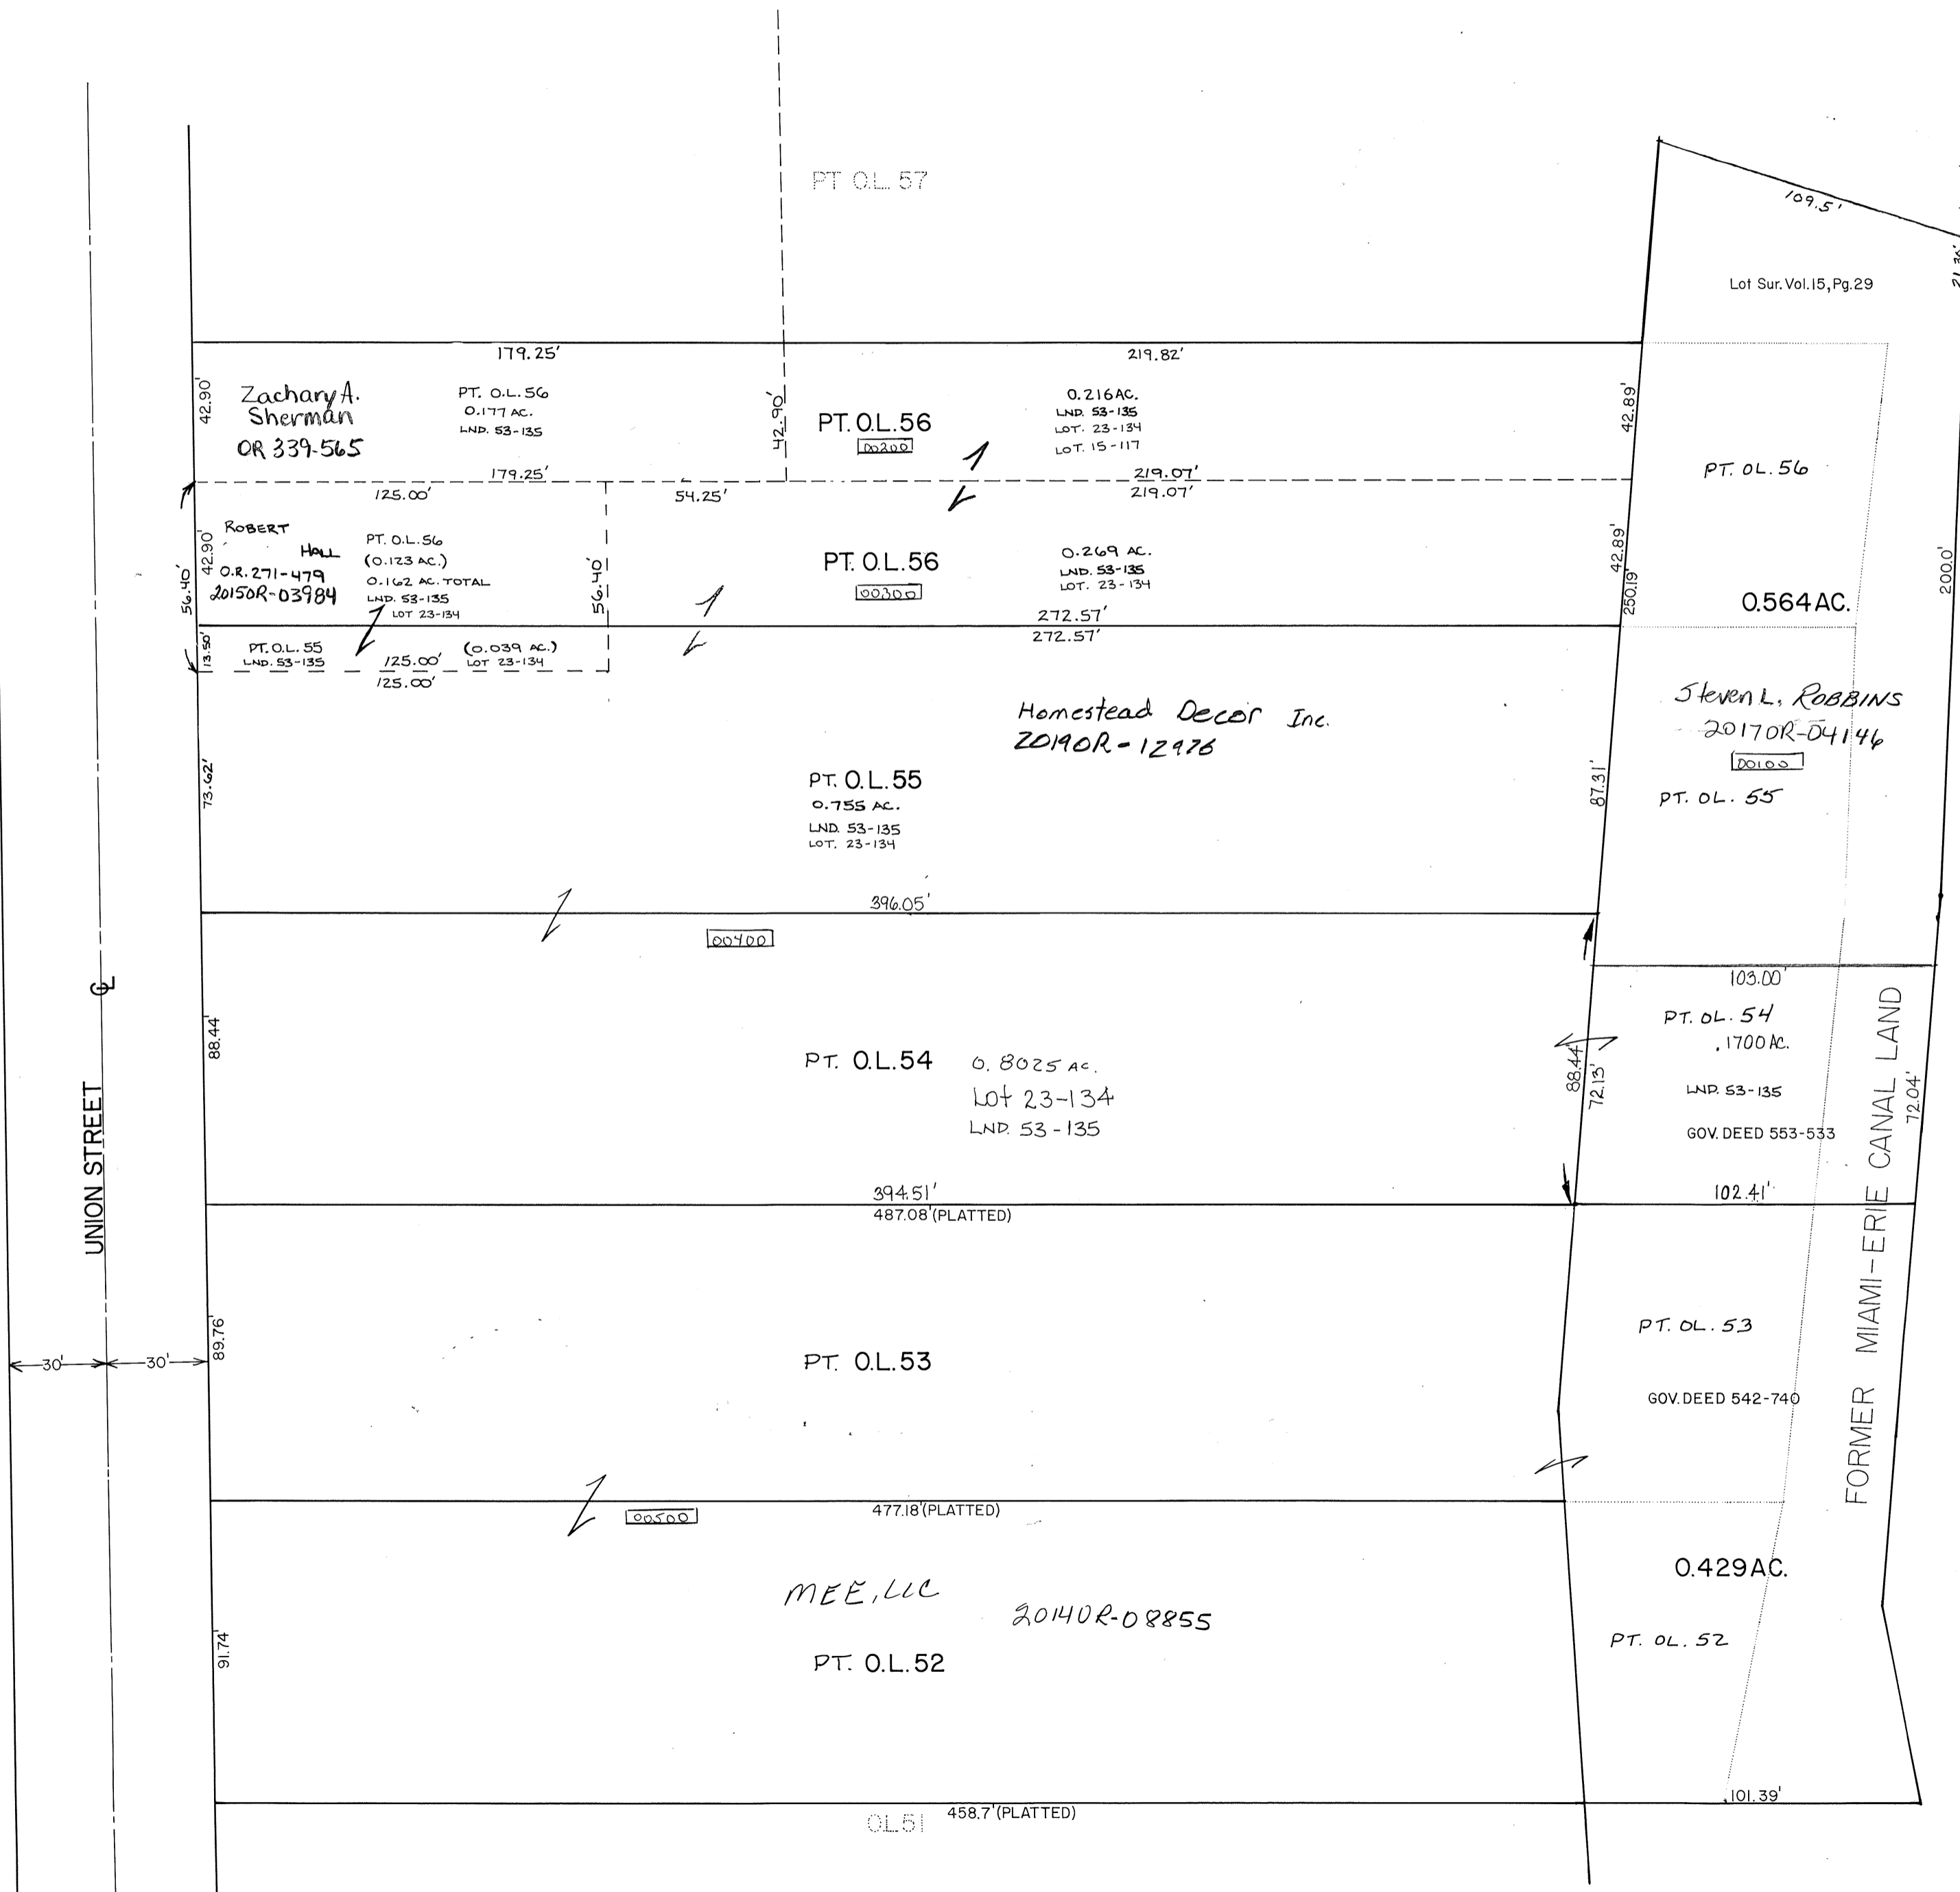 PT O.L. 57
109.5'
Lot Sur. Vol.15, Pg.29
179.25'
219.82'
42.90'
Zachary A.
Sherman
OR 339-565
PT. O.L. 56
0.177 AC.
LND. 53-135
42.90'
PT. O.L. 56
00200
0.216 AC.
LND. 53-135
LOT. 23-134
LOT. 15-117
42.89'
PT. OL. 56
179.25'
219.07'
125.00'
54.25'
219.07'
56.40'
42.90'
ROBERT
HALL
O.R. 271-479
2015OR-03984
PT. O.L. 56
(0.123 AC.)
0.162 AC. TOTAL
LND. 53-135
LOT 23-134
56.40'
PT. O.L. 56
00300
0.269 AC.
LND. 53-135
LOT. 23-134
42.89'
250.19'
0.564 AC.
200.0'
272.57'
272.57'
13.50'
PT. O.L. 55
LND. 53-135
125.00'
(0.039 AC.)
LOT 23-134
125.00'
Homestead Decor Inc.
2019OR-12976
Steven L. ROBBINS
2017OR-04146
00100
PT. OL. 55
73.62'
PT. O.L. 55
0.755 AC.
LND. 53-135
LOT. 23-134
87.31'
396.05'
00400
103.00'
℄
UNION STREET
88.44'
PT. O.L. 54
0.8025 AC.
Lot 23-134
LND. 53-135
88.44'
72.13'
PT. OL. 54
.1700 AC.
LND. 53-135
GOV. DEED 553-533
72.04'
FORMER MIAMI-ERIE CANAL LAND
394.51'
487.08' (PLATTED)
102.41'
30'
30'
89.76'
PT. O.L. 53
PT. OL. 53
GOV. DEED 542-740
477.18' (PLATTED)
00500
0.429 AC.
MEE, LLC
2014OR-08855
91.74'
PT. O.L. 52
PT. OL. 52
101.39'
458.7' (PLATTED)
OL51